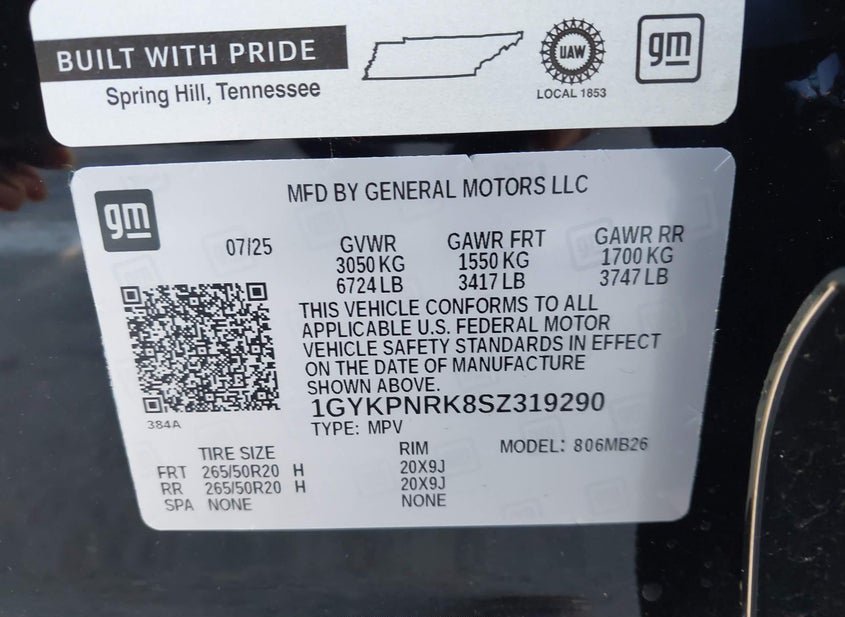 BUILT WITH PRIDE
Spring Hill, Tennessee
UAW
LOCAL 1853
gm
gm
MFD BY GENERAL MOTORS LLC
07/25
GVWR GAWR FRT GAWR RR
3050 KG 1550 KG 1700 KG
6724 LB 3417 LB 3747 LB
THIS VEHICLE CONFORMS TO ALL
APPLICABLE U.S. FEDERAL MOTOR
VEHICLE SAFETY STANDARDS IN EFFECT
ON THE DATE OF MANUFACTURE
SHOWN ABOVE.
1GYKPNRK8SZ319290
TYPE: MPV
384A
TIRE SIZE RIM MODEL: 806MB26
FRT 265/50R20 H 20X9J
RR 265/50R20 H 20X9J
SPA NONE NONE